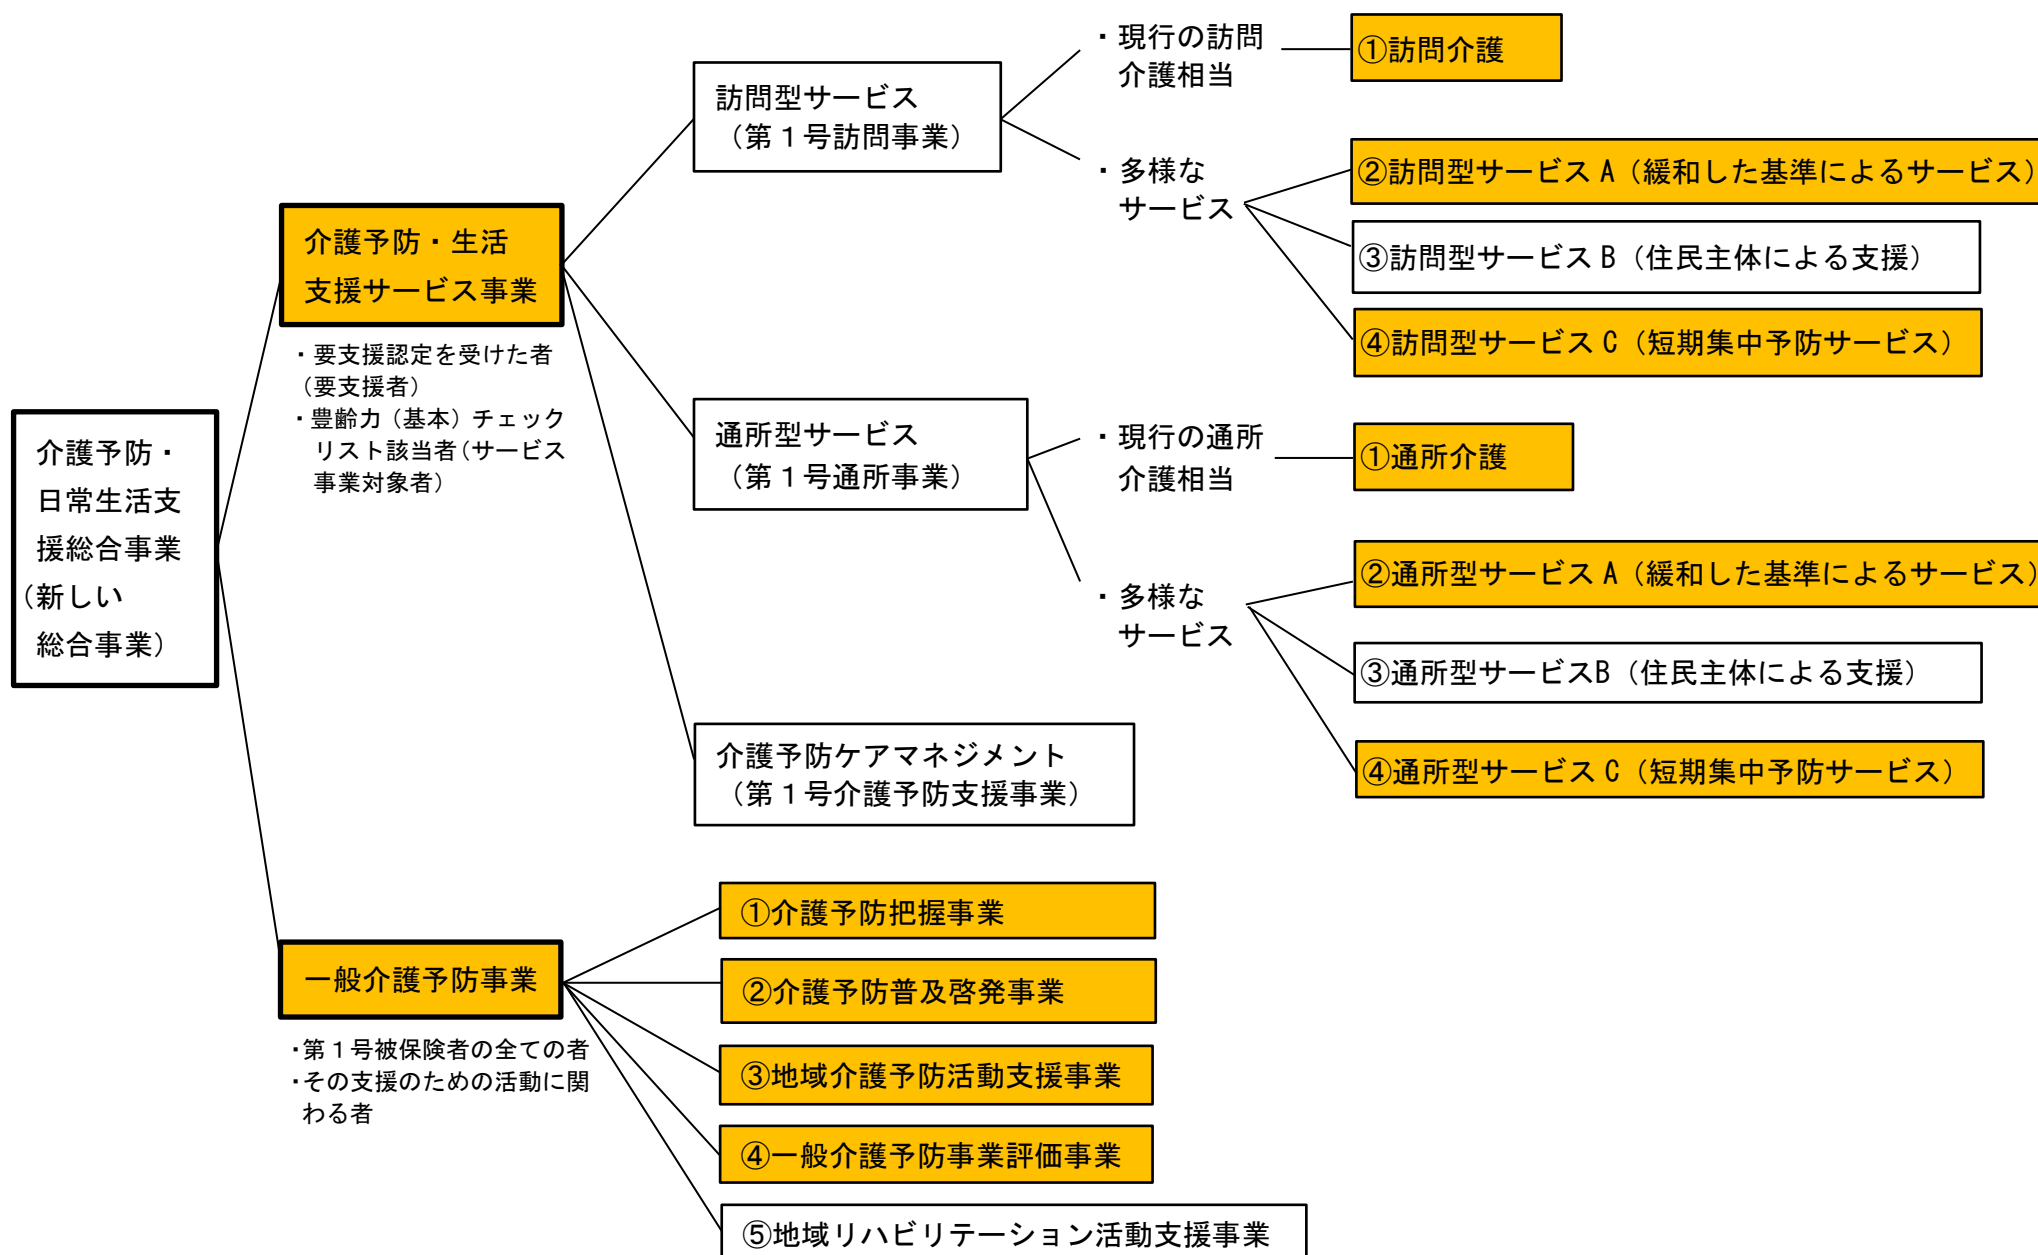 介護予防・
日常生活支
援総合事業
（新しい
総合事業）
介護予防・生活
支援サービス事業
・要支援認定を受けた者
（要支援者）
・豊齢力（基本）チェック
リスト該当者（サービス
事業対象者）
訪問型サービス
（第１号訪問事業）
・現行の訪問
介護相当
①訪問介護
・多様な
サービス
②訪問型サービスA（緩和した基準によるサービス）
③訪問型サービスB（住民主体による支援）
④訪問型サービスC（短期集中予防サービス）
通所型サービス
（第１号通所事業）
・現行の通所
介護相当
①通所介護
・多様な
サービス
②通所型サービスA（緩和した基準によるサービス）
③通所型サービスB（住民主体による支援）
④通所型サービスC（短期集中予防サービス）
介護予防ケアマネジメント
（第１号介護予防支援事業）
一般介護予防事業
・第１号被保険者の全ての者
・その支援のための活動に関
わる者
①介護予防把握事業
②介護予防普及啓発事業
③地域介護予防活動支援事業
④一般介護予防事業評価事業
⑤地域リハビリテーション活動支援事業